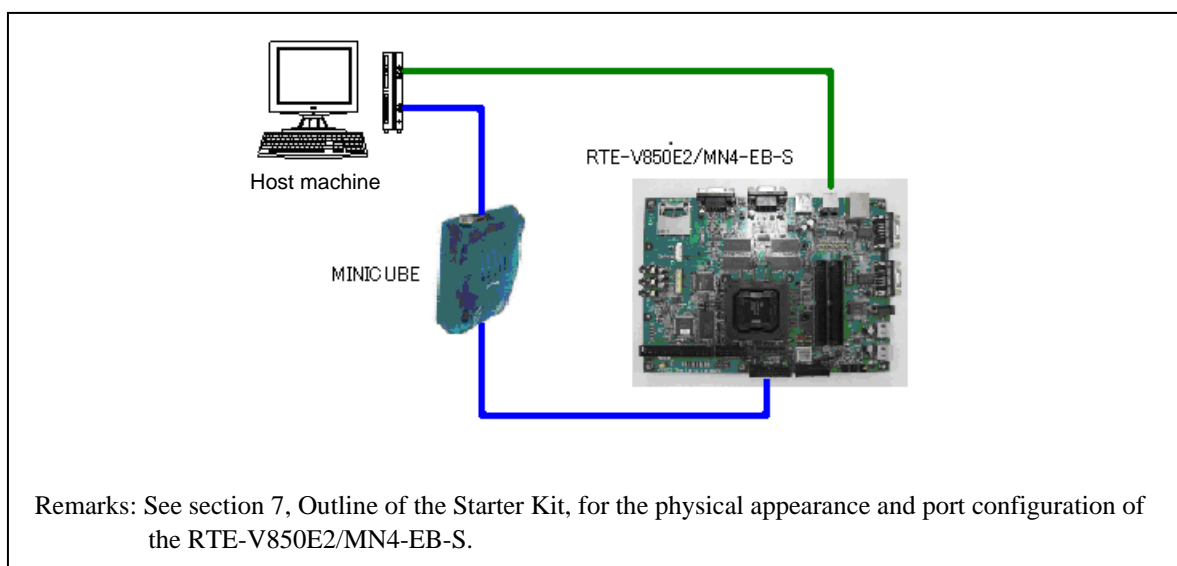 RTE-V850E2/MN4-EB-S
Host machine
MINICUBE
Remarks: See section 7, Outline of the Starter Kit, for the physical appearance and port configuration of
the RTE-V850E2/MN4-EB-S.